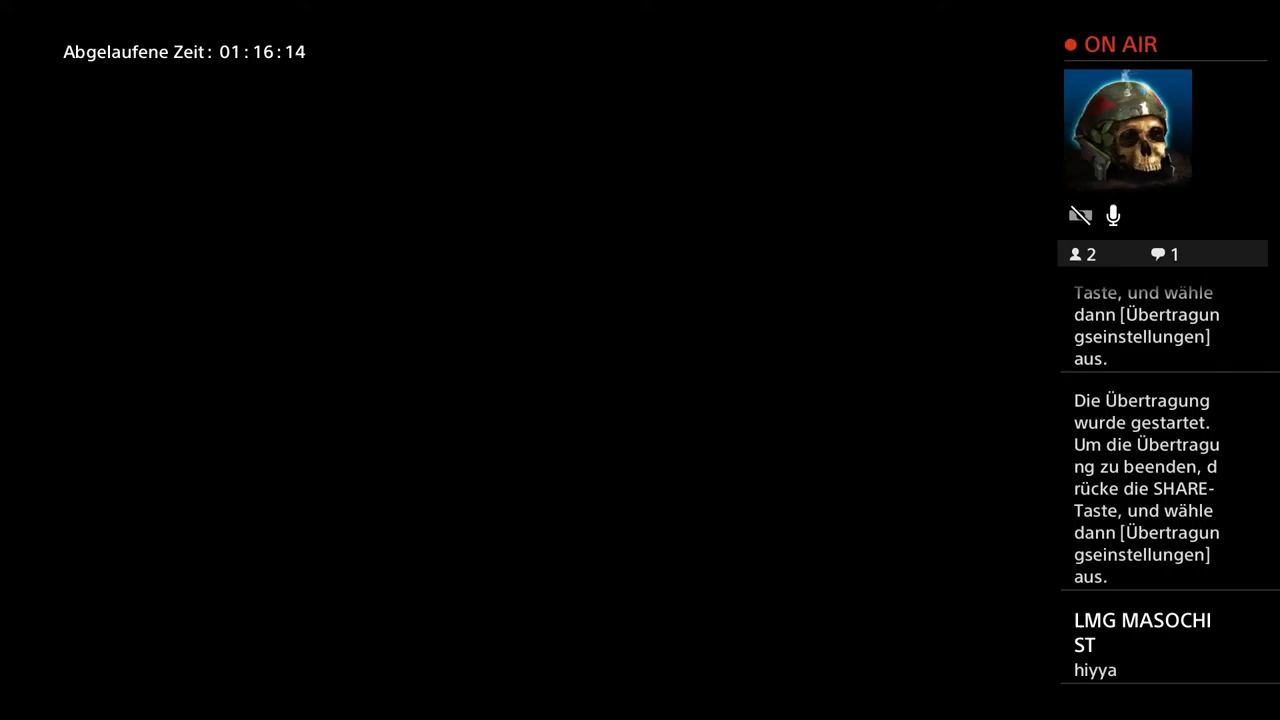 Abgelaufene Zeit: 01:16:14
ON AIR
2 1
Taste, und wähle
dann [Übertragun
gseinstellungen]
aus.
Die Übertragung
wurde gestartet.
Um die Übertragu
ng zu beenden, d
rücke die SHARE-
Taste, und wähle
dann [Übertragun
gseinstellungen]
aus.
LMG MASOCHI
ST
hiyya